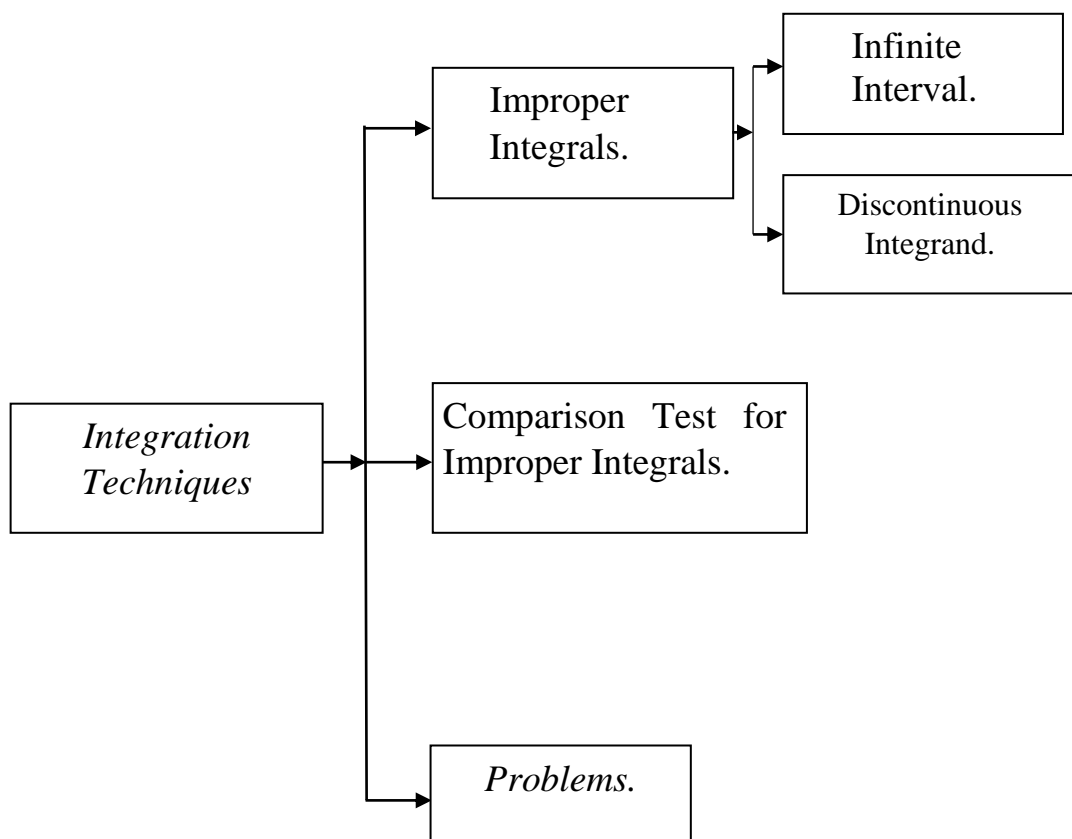 Infinite
Interval.
Improper
Integrals.
Discontinuous
Integrand.
Comparison Test for
Improper Integrals.
Integration
Techniques
Problems.